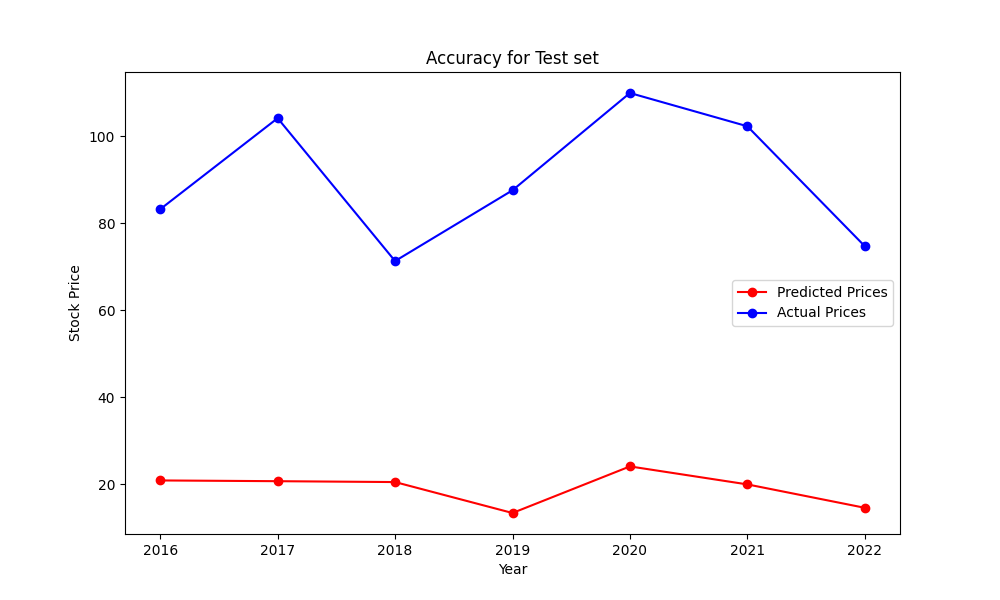 Accuracy for Test set
Stock Price
100
80
60
40
20
Predicted Prices
Actual Prices
2016 2017 2018 2019 2020 2021 2022
Year